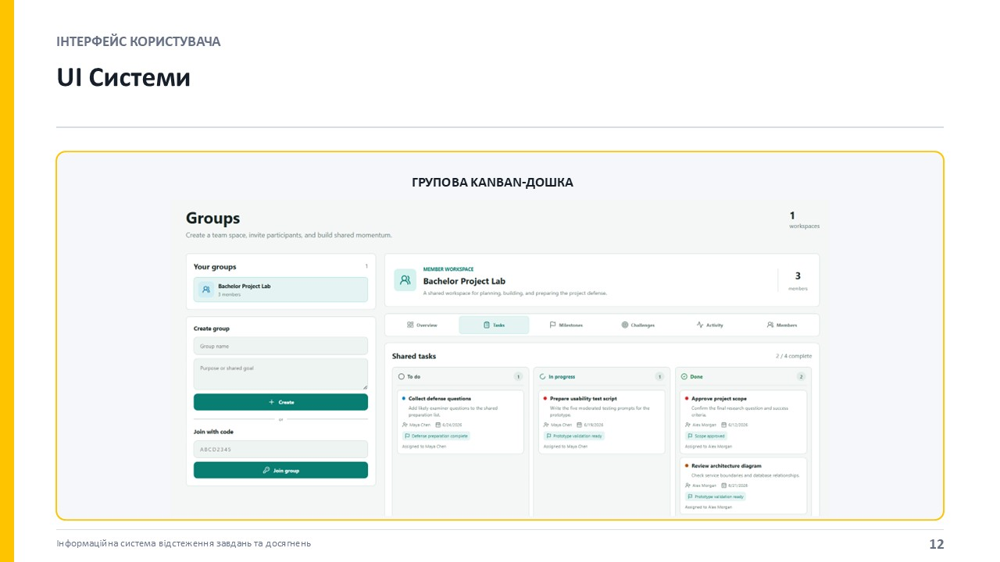 ІНТЕРФЕЙС КОРИСТУВАЧА
UI Системи
ГРУПОВА KANBAN-ДОШКА
Groups
Create a team space, invite participants, and build shared momentum.
1
workspaces
Your groups
1
Bachelor Project Lab
3 members
Create group
Group name
Purpose or shared goal
Create
or
Join with code
ABCD2345
Join group
MEMBER WORKSPACE
Bachelor Project Lab
A shared workspace for planning, building, and preparing the project defense.
3
members
Overview
Tasks
Milestones
Challenges
Activity
Members
Shared tasks
2 / 4 complete
To do
1
Collect defense questions
Add likely examiner questions to the shared
preparation list.
Maya Chen 6/24/2026
Defense preparation complete
Assigned to Maya Chen
In progress
1
Prepare usability test script
Write the five moderated testing prompts for the
prototype.
Maya Chen 6/19/2026
Prototype validation ready
Assigned to Maya Chen
Done
2
Approve project scope
Confirm the final research question and success
criteria.
Alex Morgan 6/12/2026
Scope approved
Assigned to Alex Morgan
Review architecture diagram
Check service boundaries and database relationships.
Alex Morgan 6/21/2026
Prototype validation ready
Assigned to Alex Morgan
Інформаційна система відстеження завдань та досягнень
12